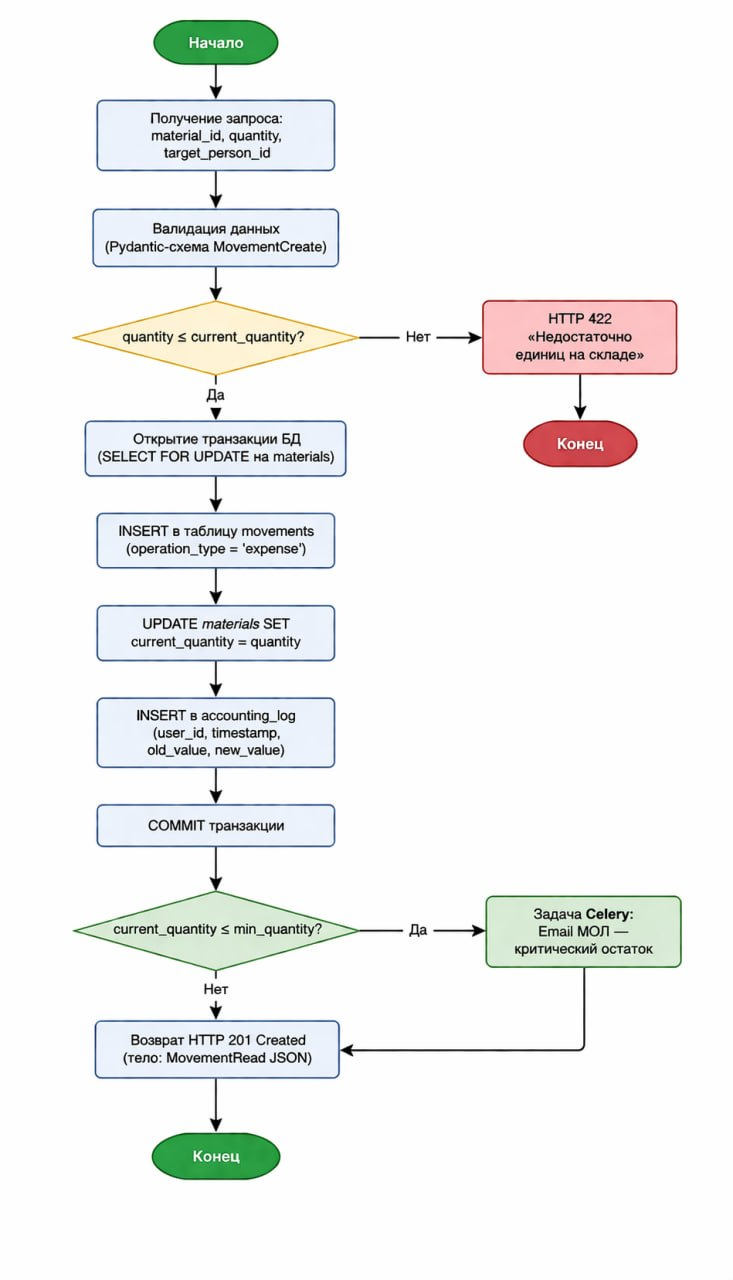 Начало
Получение запроса:
material_id, quantity,
target_person_id
Валидация данных
(Pydantic-схема MovementCreate)
quantity ≤ current_quantity?
Нет
HTTP 422
«Недостаточно
единиц на складе»
Конец
Да
Открытие транзакции БД
(SELECT FOR UPDATE на materials)
INSERT в таблицу movements
(operation_type = 'expense')
UPDATE materials SET
current_quantity = quantity
INSERT в accounting_log
(user_id, timestamp,
old_value, new_value)
COMMIT транзакции
current_quantity ≤ min_quantity?
Да
Задача Celery:
Email МОЛ —
критический остаток
Нет
Возврат HTTP 201 Created
(тело: MovementRead JSON)
Конец